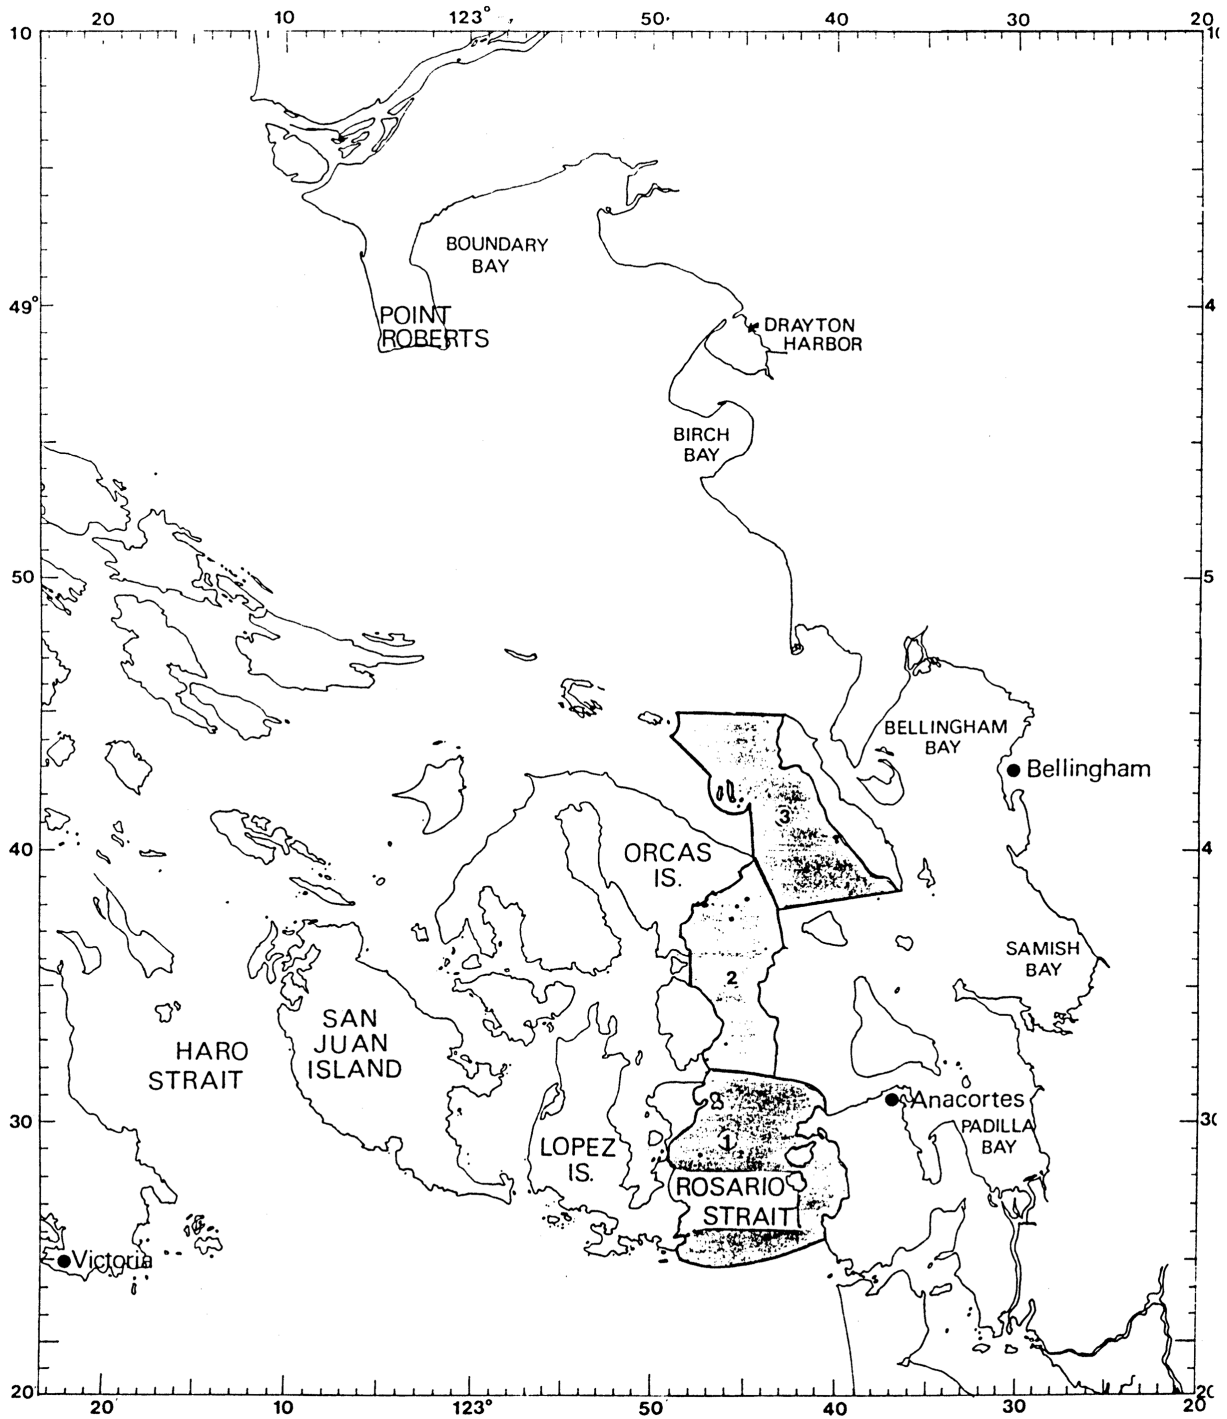 20 10 123° 50' 40 30 20
10 10
BOUNDARY
BAY
49° 4
POINT
ROBERTS
DRAYTON
HARBOR
BIRCH
BAY
50 5
BELLINGHAM
BAY
Bellingham
3
40 4
ORCAS
IS.
SAMISH
BAY
2
SAN
JUAN
ISLAND
HARO
STRAIT
Anacortes
30 30
PADILLA
BAY
1
LOPEZ
IS.
ROSARIO
STRAIT
Victoria
20 20
20 10 123° 50 40 30 20